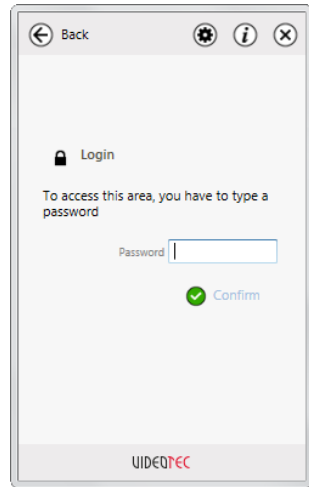 Back
Login
To access this area, you have to type a
password
Password
Confirm
VIDEOTEC